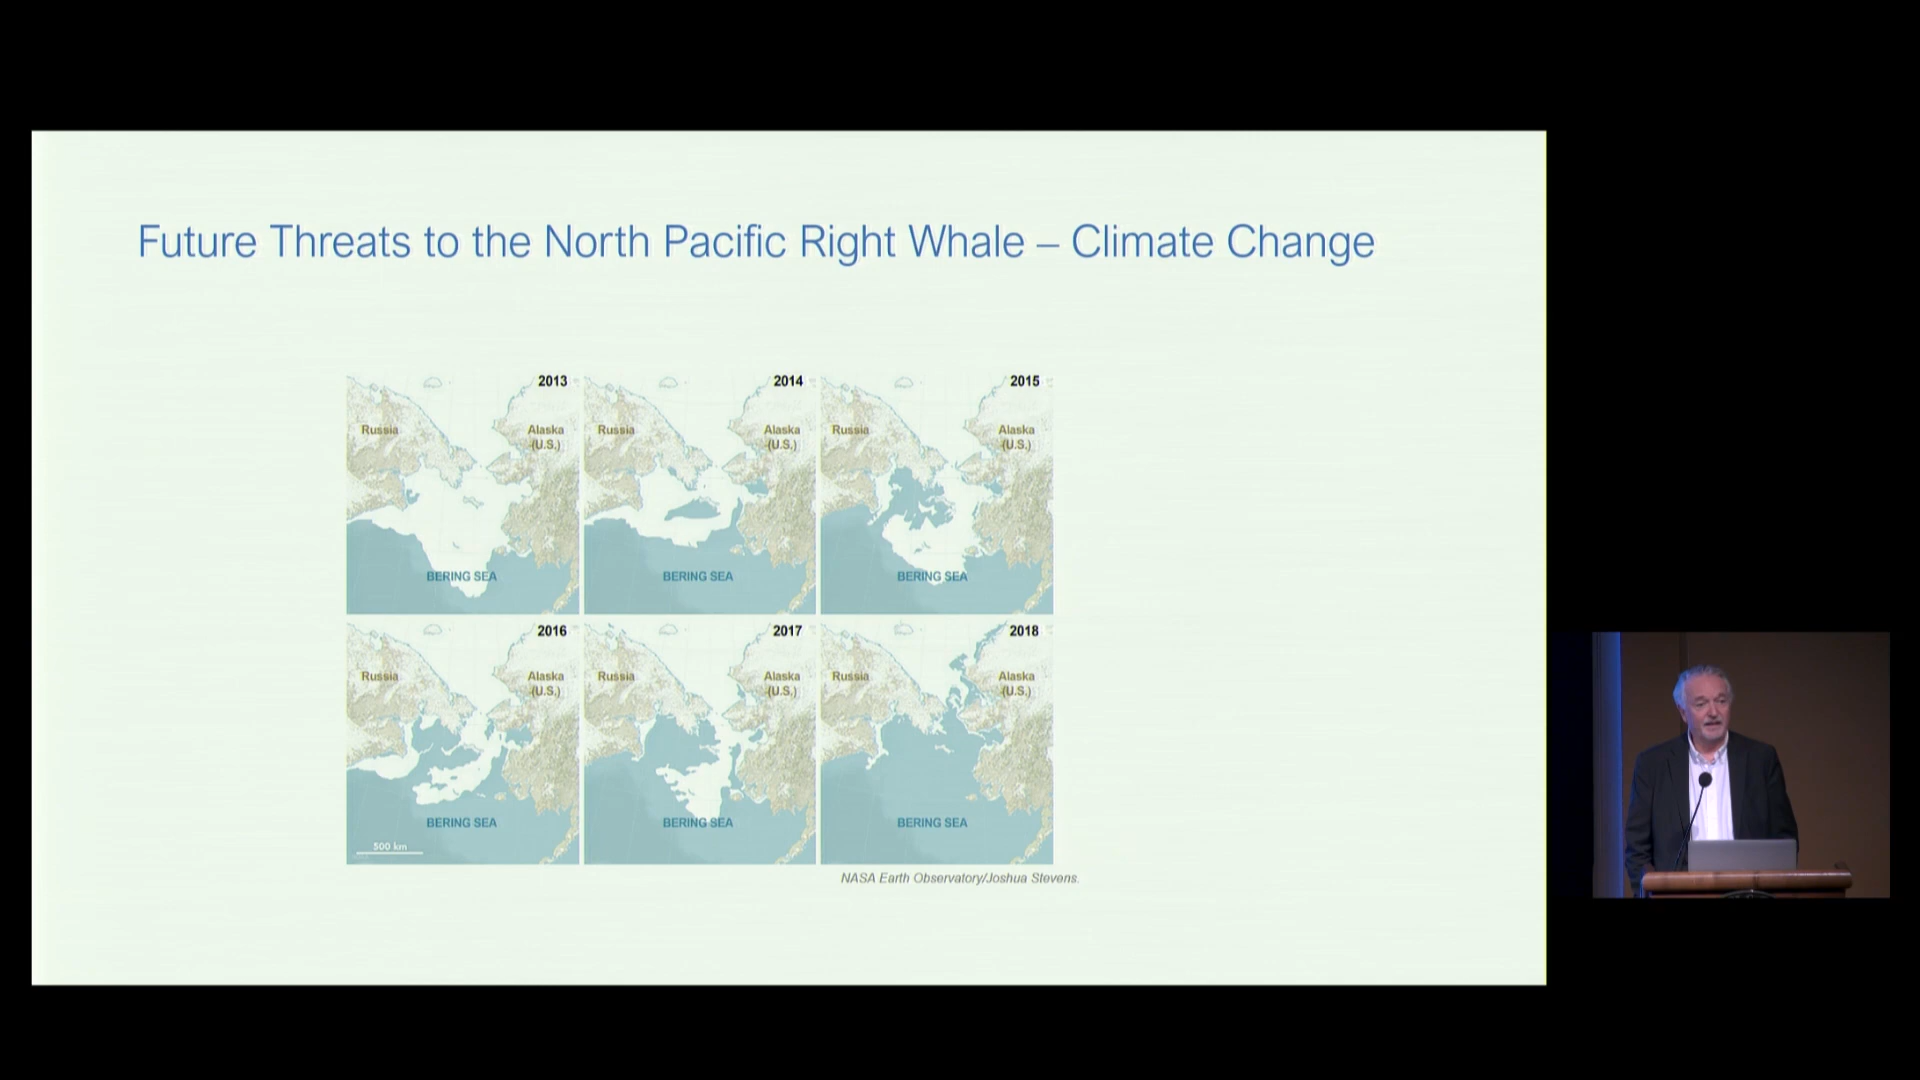 Future Threats to the North Pacific Right Whale – Climate Change
2013
Russia
Alaska
(U.S.)
BERING SEA
2014
Russia
Alaska
(U.S.)
BERING SEA
2015
Russia
Alaska
(U.S.)
BERING SEA
2016
Russia
Alaska
(U.S.)
BERING SEA
500 km
2017
Russia
Alaska
(U.S.)
BERING SEA
2018
Russia
Alaska
(U.S.)
BERING SEA
NASA Earth Observatory/Joshua Stevens.